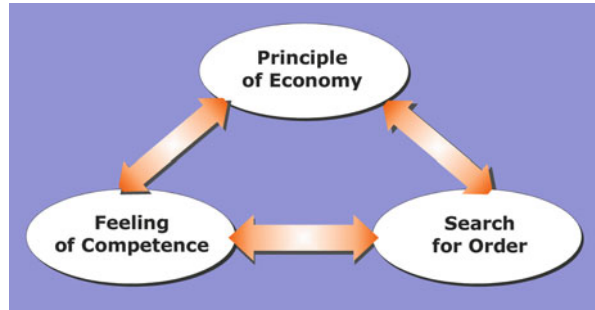 Principle
of Economy
Feeling
of Competence
Search
for Order